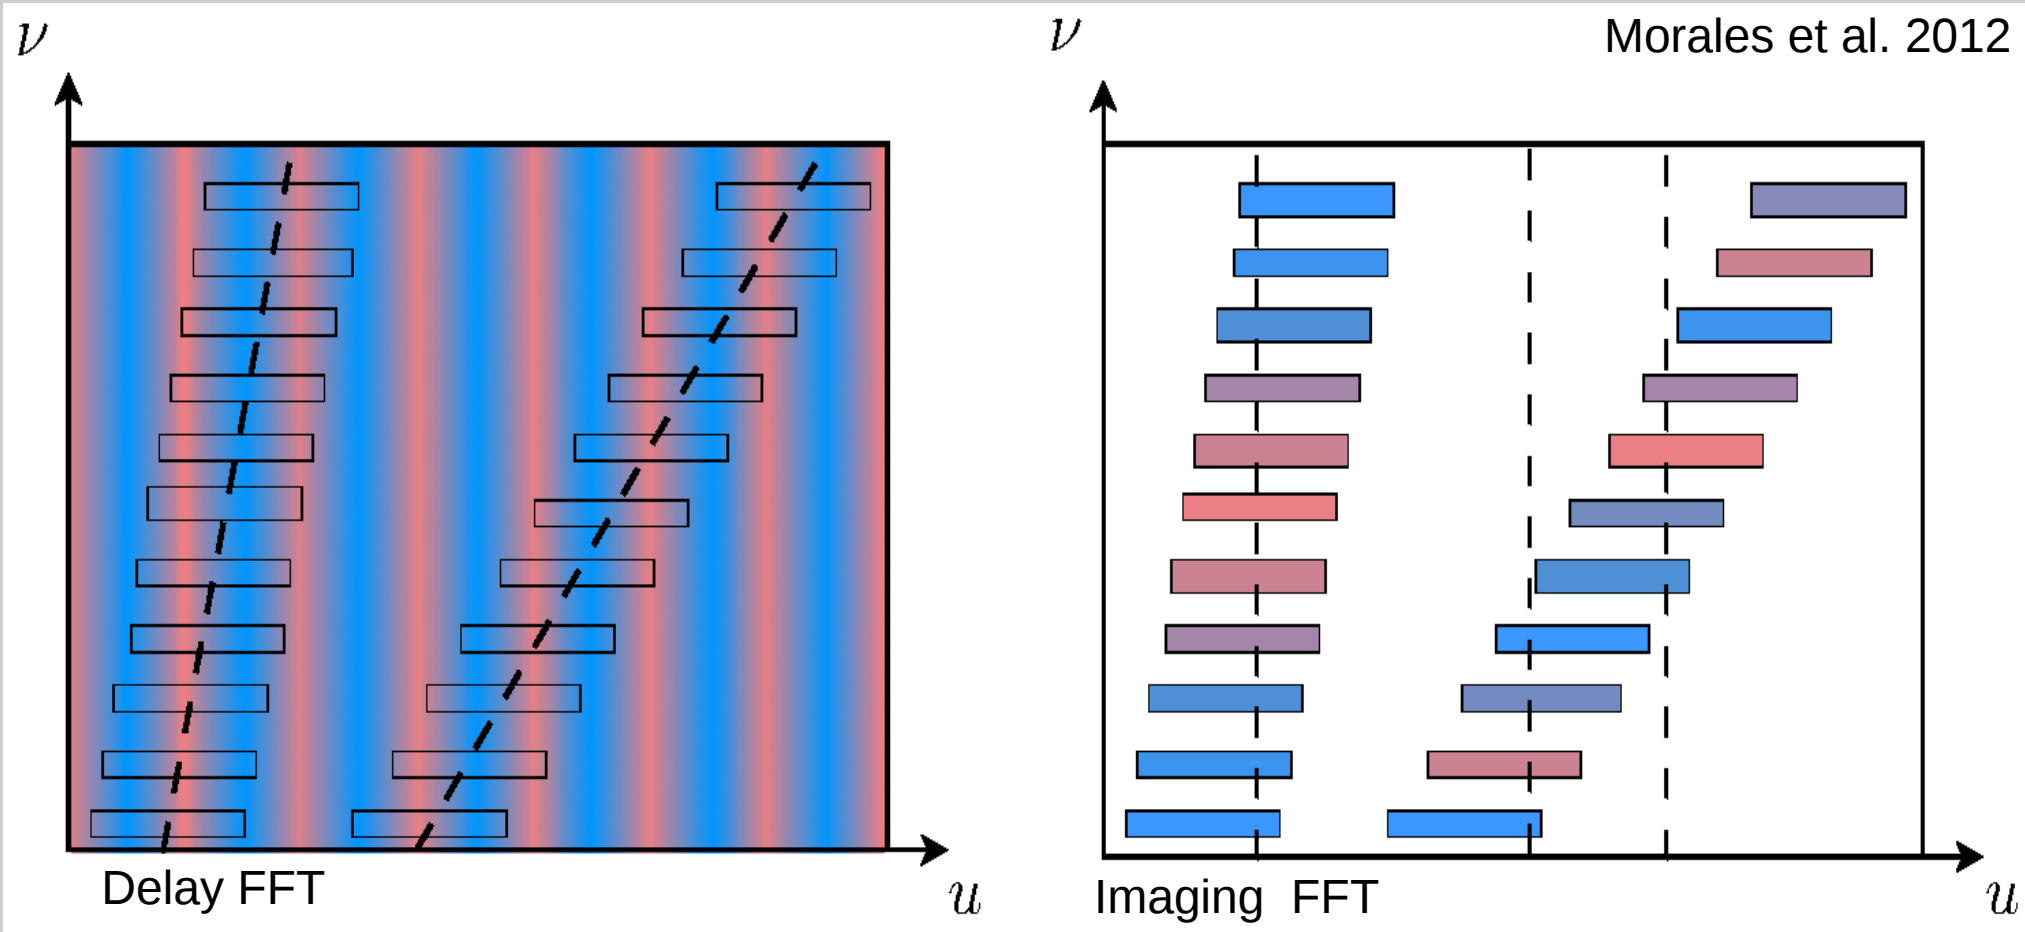 ν
ν
Morales et al. 2012
Delay FFT
u
Imaging FFT
u